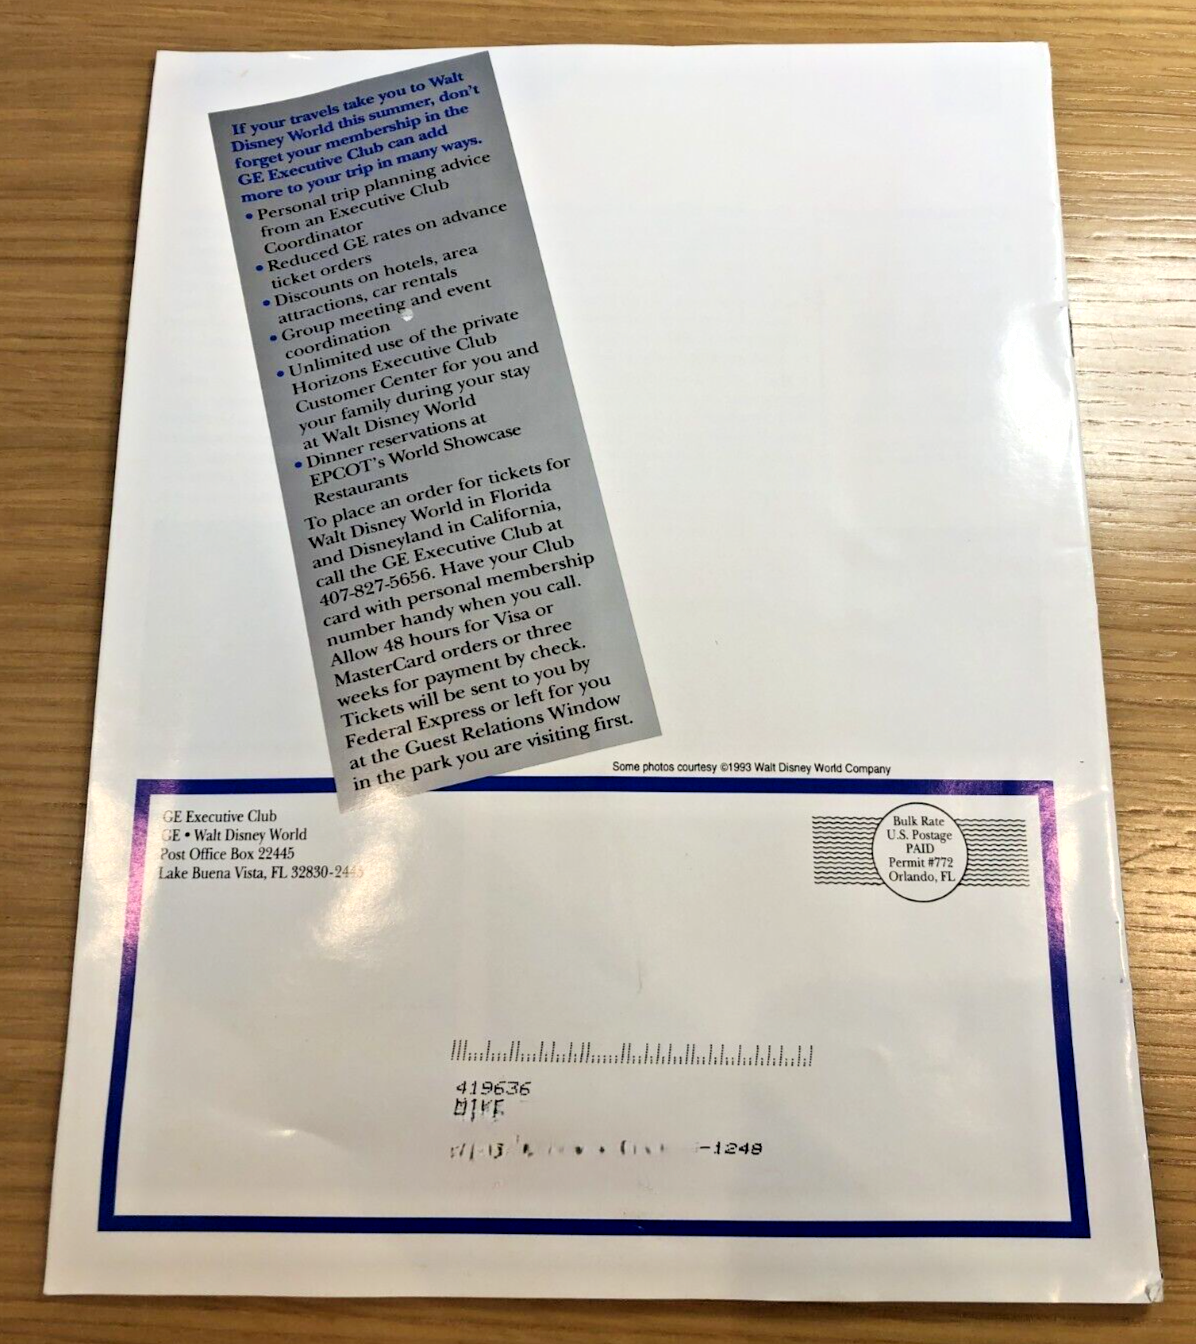 If your travels take you to Walt
Disney World this summer, don't
forget your membership in the
GE Executive Club can add
more to your trip in many ways.
• Personal trip planning advice
from an Executive Club
Coordinator
• Reduced GE rates on advance
ticket orders
• Discounts on hotels, area
attractions, car rentals
• Group meeting and event
coordination
• Unlimited use of the private
Horizons Executive Club
Customer Center for you and
your family during your stay
at Walt Disney World
• Dinner reservations at
EPCOT's World Showcase
Restaurants
To place an order for tickets for
Walt Disney World in Florida
and Disneyland in California,
call the GE Executive Club at
407-827-5656. Have your Club
card with personal membership
number handy when you call.
Allow 48 hours for Visa or
MasterCard orders or three
weeks for payment by check.
Tickets will be sent to you by
Federal Express or left for you
at the Guest Relations Window
in the park you are visiting first.
Some photos courtesy ©1993 Walt Disney World Company
GE Executive Club
GE • Walt Disney World
Post Office Box 22445
Lake Buena Vista, FL
Bulk Rate
U.S. Postage
PAID
Permit #772
Orlando, FL
419636
MIKE
-1248